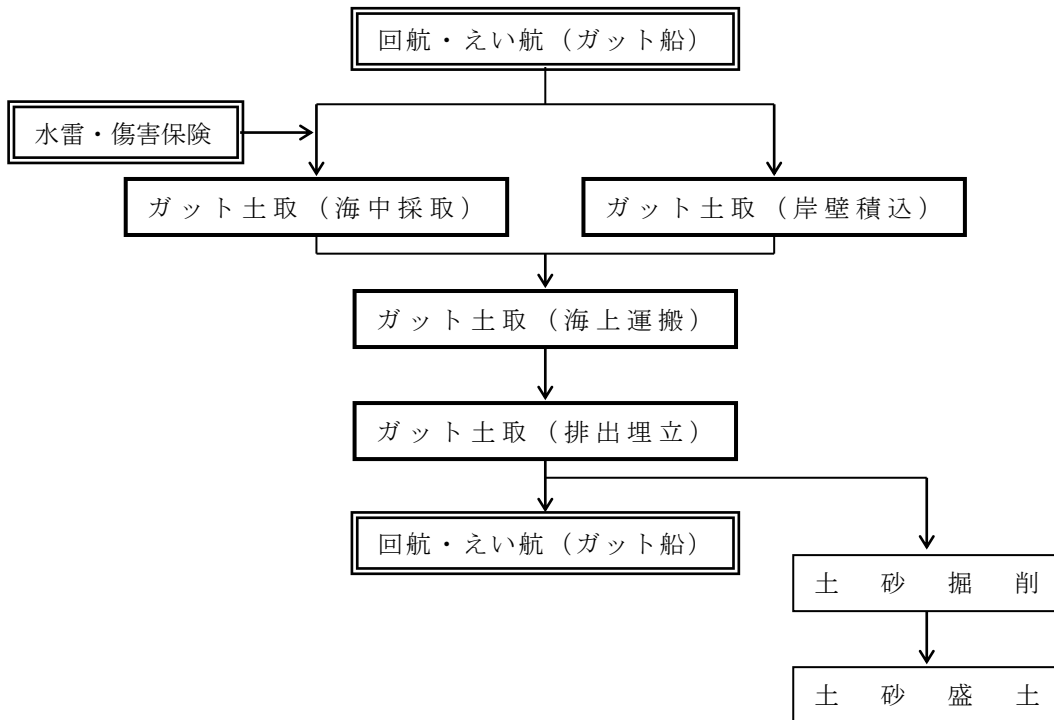 回航・えい航（ガット船）
水雷・傷害保険
ガット土取（海中採取）
ガット土取（岸壁積込）
ガット土取（海上運搬）
ガット土取（排出埋立）
回航・えい航（ガット船）
土砂掘削
土砂盛土